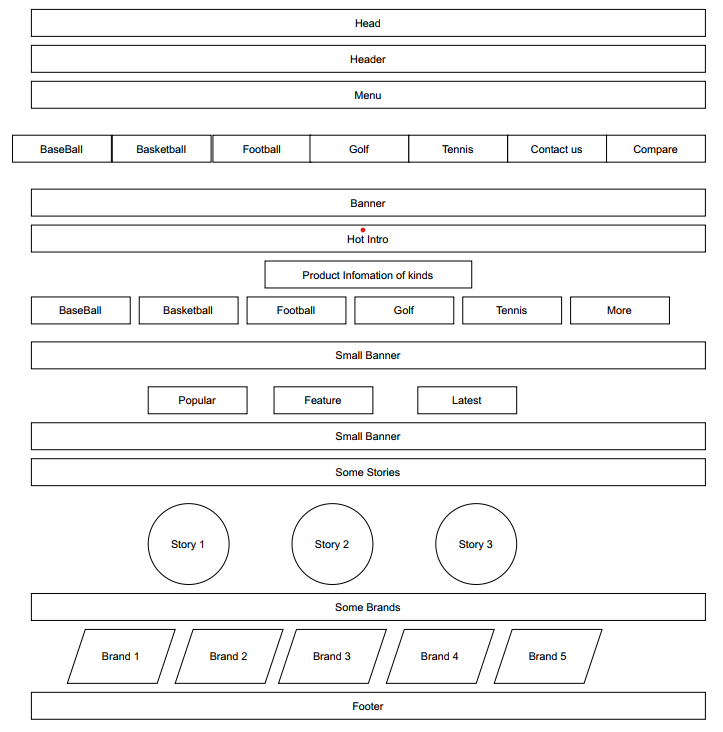 Head
Header
Menu
BaseBall Basketball Football Golf Tennis Contact us Compare
Banner
Hot Intro
Product Infomation of kinds
BaseBall Basketball Football Golf Tennis More
Small Banner
Popular Feature Latest
Small Banner
Some Stories
Story 1 Story 2 Story 3
Some Brands
Brand 1 Brand 2 Brand 3 Brand 4 Brand 5
Footer